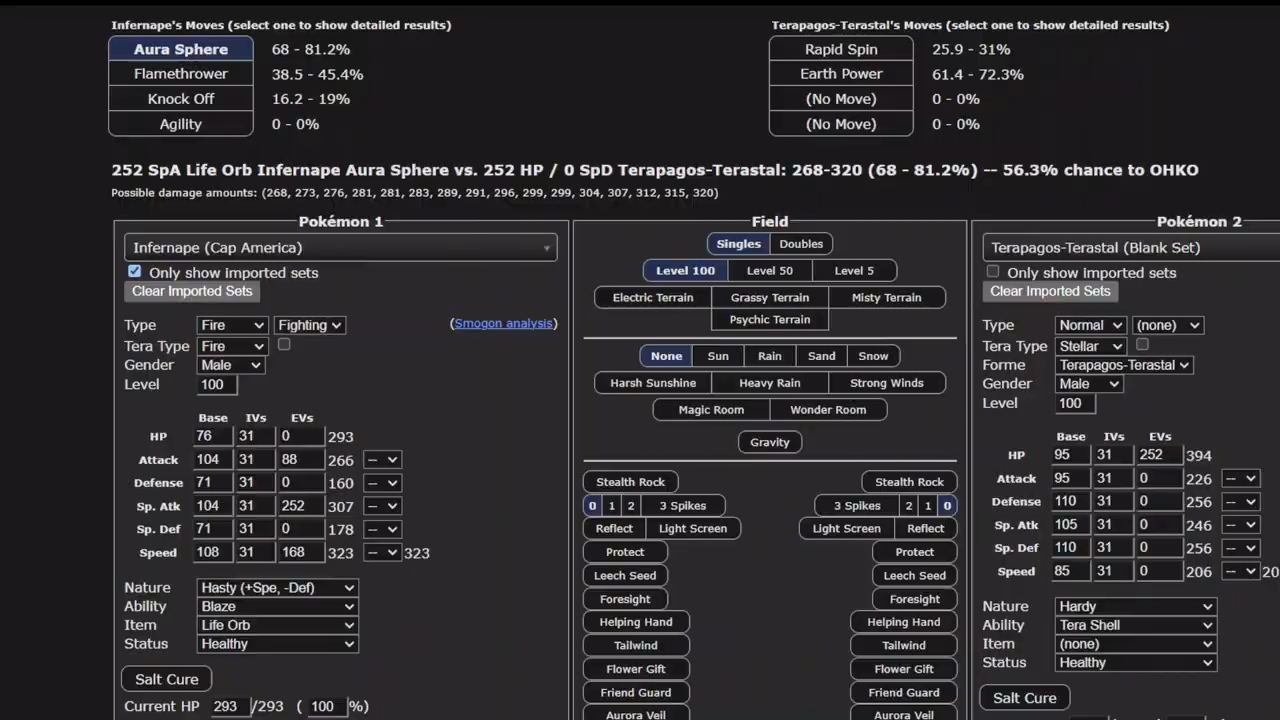 Infernape's Moves (select one to show detailed results)
Terapagos-Terastal's Moves (select one to show detailed results)
Aura Sphere 68 - 81.2%
Rapid Spin 25.9 - 31%
Flamethrower 38.5 - 45.4%
Earth Power 61.4 - 72.3%
Knock Off 16.2 - 19%
(No Move) 0 - 0%
Agility 0 - 0%
(No Move) 0 - 0%
252 SpA Life Orb Infernape Aura Sphere vs. 252 HP / 0 SpD Terapagos-Terastal: 268-320 (68 - 81.2%) -- 56.3% chance to OHKO
Possible damage amounts: (268, 273, 276, 281, 281, 283, 289, 291, 296, 299, 299, 304, 307, 312, 315, 320)
Pokémon 1
Infernape (Cap America)
Only show imported sets
Clear Imported Sets
Type Fire Fighting (Smogon analysis)
Tera Type Fire
Gender Male
Level 100
Base IVs EVs
HP 76 31 0 293
Attack 104 31 88 266 --
Defense 71 31 0 160 --
Sp. Atk 104 31 252 307 --
Sp. Def 71 31 0 178 --
Speed 108 31 168 323 -- 323
Nature Hasty (+Spe, -Def)
Ability Blaze
Item Life Orb
Status Healthy
Salt Cure
Current HP 293 /293 ( 100 %)
Field
Singles Doubles
Level 100 Level 50 Level 5
Electric Terrain Grassy Terrain Misty Terrain
Psychic Terrain
None Sun Rain Sand Snow
Harsh Sunshine Heavy Rain Strong Winds
Magic Room Wonder Room
Gravity
Stealth Rock Stealth Rock
0 1 2 3 Spikes 3 Spikes 2 1 0
Reflect Light Screen Light Screen Reflect
Protect Protect
Leech Seed Leech Seed
Foresight Foresight
Helping Hand Helping Hand
Tailwind Tailwind
Flower Gift Flower Gift
Friend Guard Friend Guard
Aurora Veil Aurora Veil
Pokémon 2
Terapagos-Terastal (Blank Set)
Only show imported sets
Clear Imported Sets
Type Normal (none)
Tera Type Stellar
Forme Terapagos-Terastal
Gender Male
Level 100
Base IVs EVs
HP 95 31 252 394
Attack 95 31 0 226 --
Defense 110 31 0 256 --
Sp. Atk 105 31 0 246 --
Sp. Def 110 31 0 256 --
Speed 85 31 0 206 -- 20
Nature Hardy
Ability Tera Shell
Item (none)
Status Healthy
Salt Cure